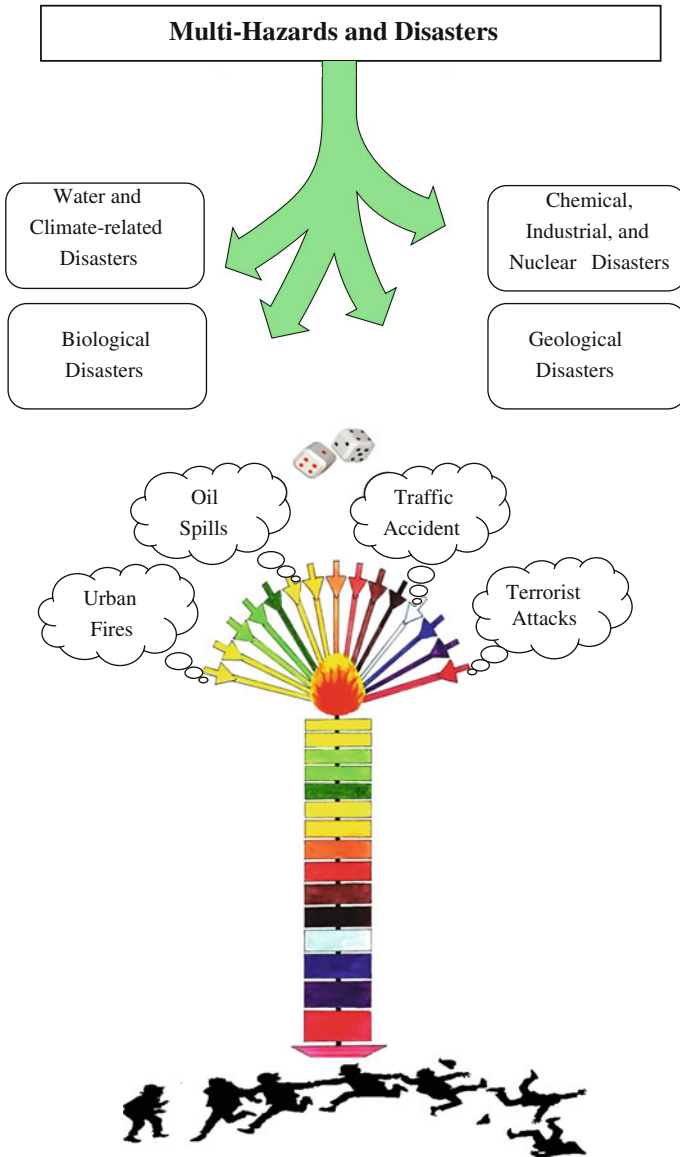 Multi-Hazards and Disasters
Water and
Climate-related
Disasters
Chemical,
Industrial, and
Nuclear Disasters
Biological
Disasters
Geological
Disasters
Oil
Spills
Traffic
Accident
Urban
Fires
Terrorist
Attacks